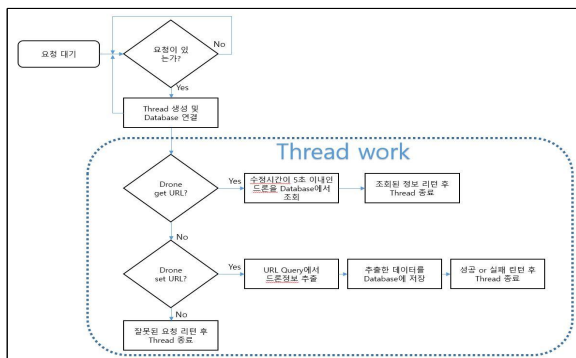 요청 대기
요청이 있
는가?
No
Yes
Thread 생성 및
Database 연결
Thread work
Drone
get URL?
Yes
수정시간이 5초 이내인
드론을 Database에서
조회
조회된 정보 리턴 후
Thread 종료
No
Drone
set URL?
Yes
URL Query에서
드론정보 추출
추출한 데이터를
Database에 저장
성공 or 실패 리턴 후
Thread 종료
No
잘못된 요청 리턴 후
Thread 종료